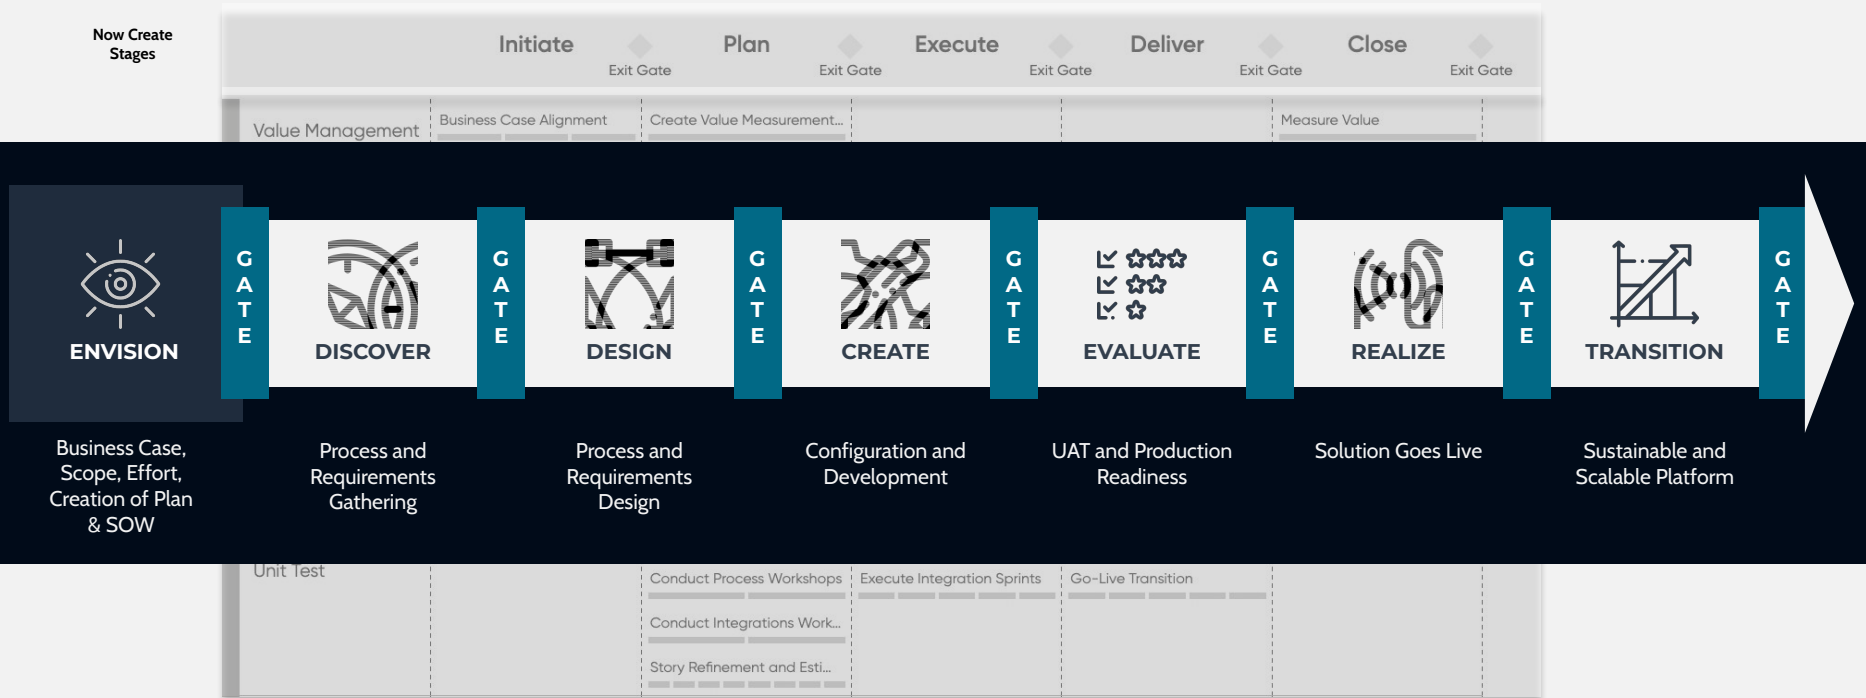 Now Create
Stages
Initiate
Plan
Execute
Deliver
Close
Exit Gate
Exit Gate
Exit Gate
Exit Gate
Exit Gate
Value Management
Business Case Alignment
Create Value Measurement...
Measure Value
ENVISION
GATE
DISCOVER
GATE
DESIGN
GATE
CREATE
GATE
EVALUATE
GATE
REALIZE
GATE
TRANSITION
GATE
Business Case,
Scope, Effort,
Creation of Plan
& SOW
Process and
Requirements
Gathering
Process and
Requirements
Design
Configuration and
Development
UAT and Production
Readiness
Solution Goes Live
Sustainable and
Scalable Platform
Unit Test
Conduct Process Workshops
Execute Integration Sprints
Go-Live Transition
Conduct Integrations Work...
Story Refinement and Esti...